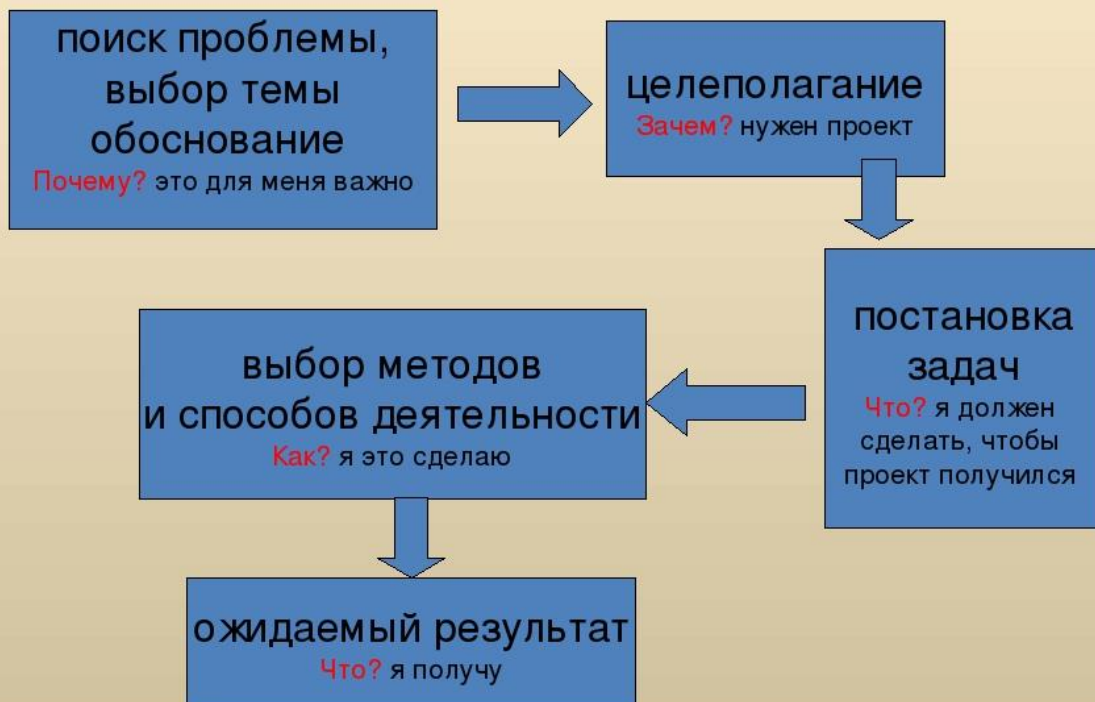 поиск проблемы,
выбор темы
обоснование
Почему? это для меня важно
целеполагание
Зачем? нужен проект
постановка
задач
Что? я должен
сделать, чтобы
проект получился
выбор методов
и способов деятельности
Как? я это сделаю
ожидаемый результат
Что? я получу